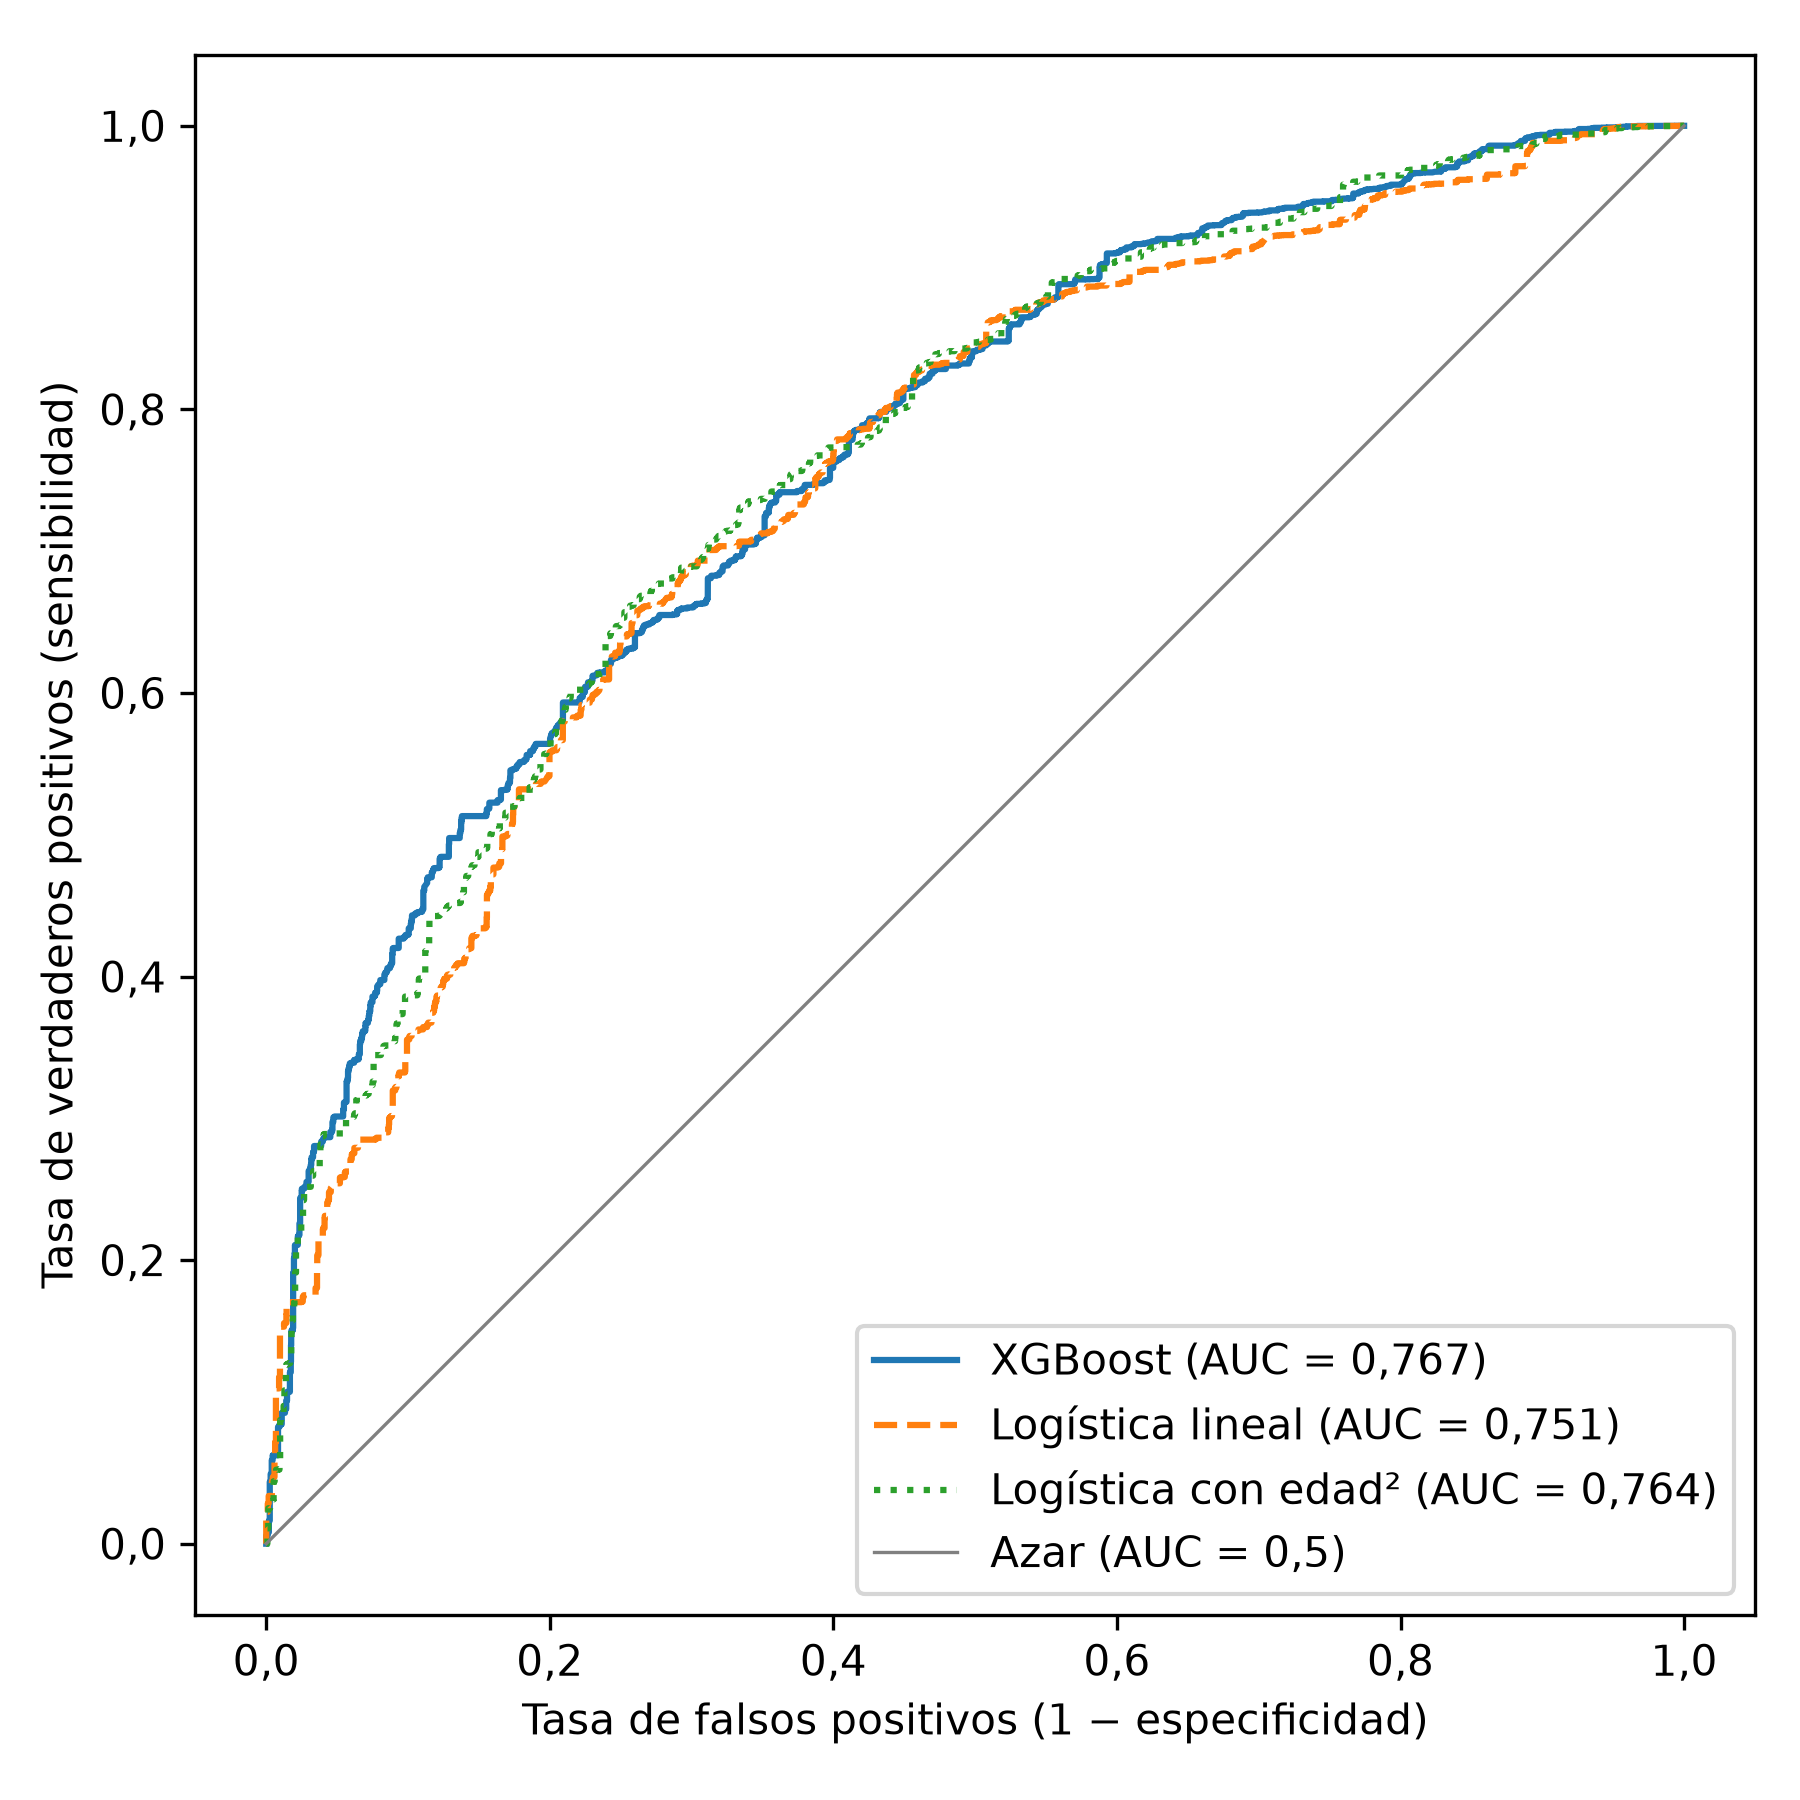 Tasa de verdaderos positivos (sensibilidad)
1,0
0,8
0,6
0,4
0,2
0,0
XGBoost (AUC = 0,767)
Logística lineal (AUC = 0,751)
Logística con edad² (AUC = 0,764)
Azar (AUC = 0,5)
0,0 0,2 0,4 0,6 0,8 1,0
Tasa de falsos positivos (1 − especificidad)